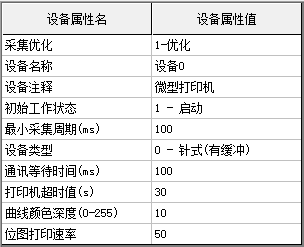 设备属性名 设备属性值
采集优化 1-优化
设备名称 设备0
设备注释 微型打印机
初始工作状态 1 - 启动
最小采集周期(ms) 100
设备类型 0 - 针式(有缓冲)
通讯等待时间(ms) 100
打印机超时值(s) 30
曲线颜色深度(0-255) 10
位图打印速率 50